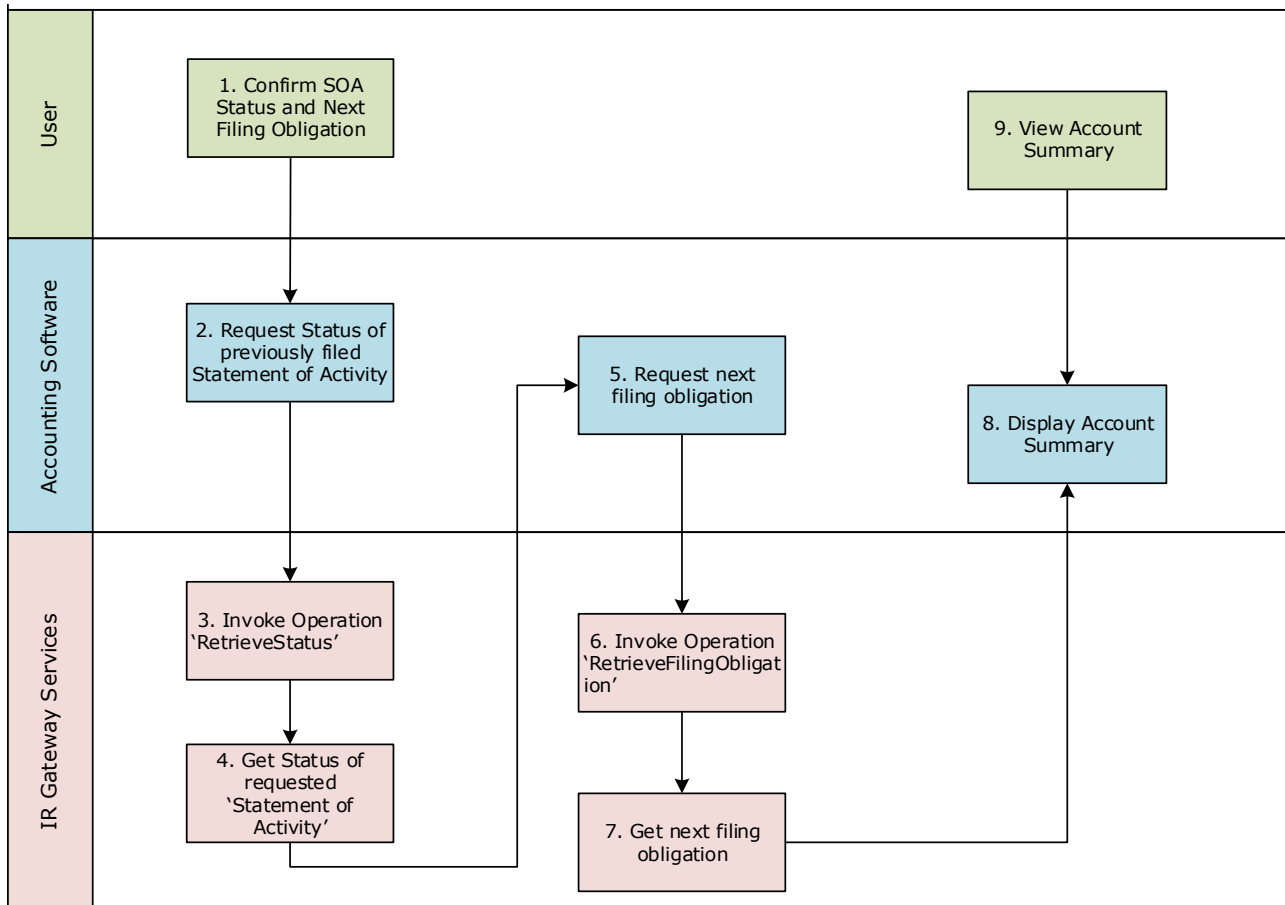 User
1. Confirm SOA
Status and Next
Filing Obligation
9. View Account
Summary
Accounting Software
2. Request Status of
previously filed
Statement of Activity
5. Request next
filing obligation
8. Display Account
Summary
IR Gateway Services
3. Invoke Operation
‘RetrieveStatus’
6. Invoke Operation
‘RetrieveFilingObligat
ion’
4. Get Status of
requested
‘Statement of
Activity’
7. Get next filing
obligation